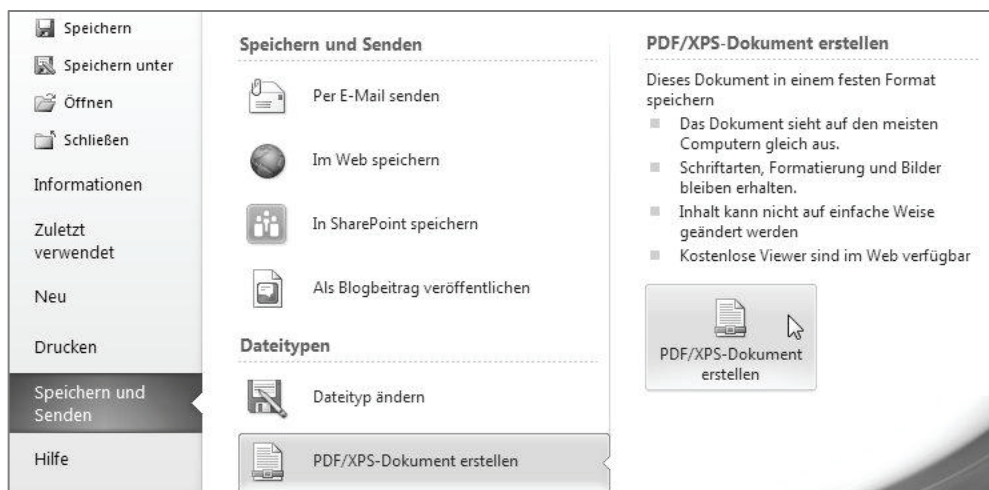 Speichern
Speichern unter
Öffnen
Schließen
Informationen
Zuletzt
verwendet
Neu
Drucken
Speichern und
Senden
Hilfe
Speichern und Senden
Per E-Mail senden
Im Web speichern
In SharePoint speichern
Als Blogbeitrag veröffentlichen
Dateitypen
Dateityp ändern
PDF/XPS-Dokument erstellen
PDF/XPS-Dokument erstellen
Dieses Dokument in einem festen Format
speichern
Das Dokument sieht auf den meisten
Computern gleich aus.
Schriftarten, Formatierung und Bilder
bleiben erhalten.
Inhalt kann nicht auf einfache Weise
geändert werden
Kostenlose Viewer sind im Web verfügbar
PDF/XPS-Dokument
erstellen